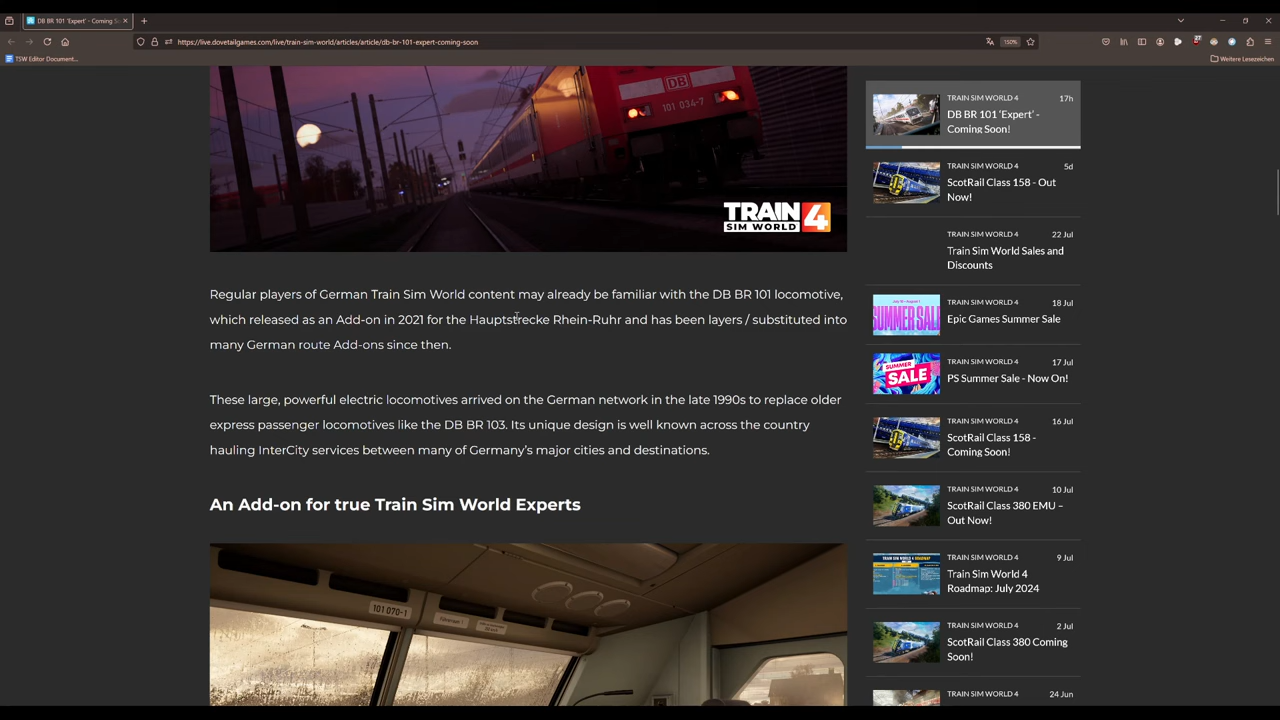 DB BR 101 'Expert' - Coming S
https://live.dovetailgames.com/live/train-sim-world/articles/article/db-br-101-expert-coming-soon
150%
27
TSW Editor Document...
Weitere Lesezeichen
DB
101 034-7
TRAIN 4
SIM WORLD
Regular players of German Train Sim World content may already be familiar with the DB BR 101 locomotive,
which released as an Add-on in 2021 for the Hauptstrecke Rhein-Ruhr and has been layers / substituted into
many German route Add-ons since then.
These large, powerful electric locomotives arrived on the German network in the late 1990s to replace older
express passenger locomotives like the DB BR 103. Its unique design is well known across the country
hauling InterCity services between many of Germany's major cities and destinations.
An Add-on for true Train Sim World Experts
101 070-1
TRAIN SIM WORLD 4 17h
DB BR 101 'Expert' -
Coming Soon!
TRAIN SIM WORLD 4 5d
ScotRail Class 158 - Out
Now!
TRAIN SIM WORLD 4 22 Jul
Train Sim World Sales and
Discounts
SUMMER SAL
TRAIN SIM WORLD 4 18 Jul
Epic Games Summer Sale
SUMMER
SALE
TRAIN SIM WORLD 4 17 Jul
PS Summer Sale - Now On!
TRAIN SIM WORLD 4 16 Jul
ScotRail Class 158 -
Coming Soon!
TRAIN SIM WORLD 4 10 Jul
ScotRail Class 380 EMU –
Out Now!
TRAIN SIM WORLD 4 9 Jul
Train Sim World 4
Roadmap: July 2024
TRAIN SIM WORLD 4 2 Jul
ScotRail Class 380 Coming
Soon!
TRAIN SIM WORLD 4 24 Jun